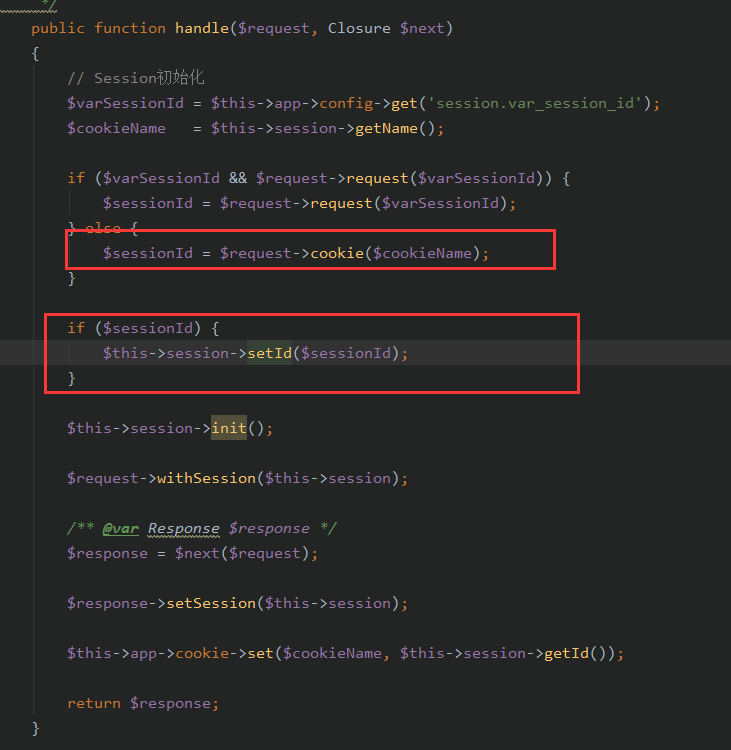 */
public function handle($request, Closure $next)
{
// Session初始化
$varSessionId = $this->app->config->get('session.var_session_id');
$cookieName   = $this->session->getName();
if ($varSessionId && $request->request($varSessionId)) {
$sessionId = $request->request($varSessionId);
} else {
$sessionId = $request->cookie($cookieName);
}
if ($sessionId) {
$this->session->setId($sessionId);
}
$this->session->init();
$request->withSession($this->session);
/** @var Response $response */
$response = $next($request);
$response->setSession($this->session);
$this->app->cookie->set($cookieName, $this->session->getId());
return $response;
}